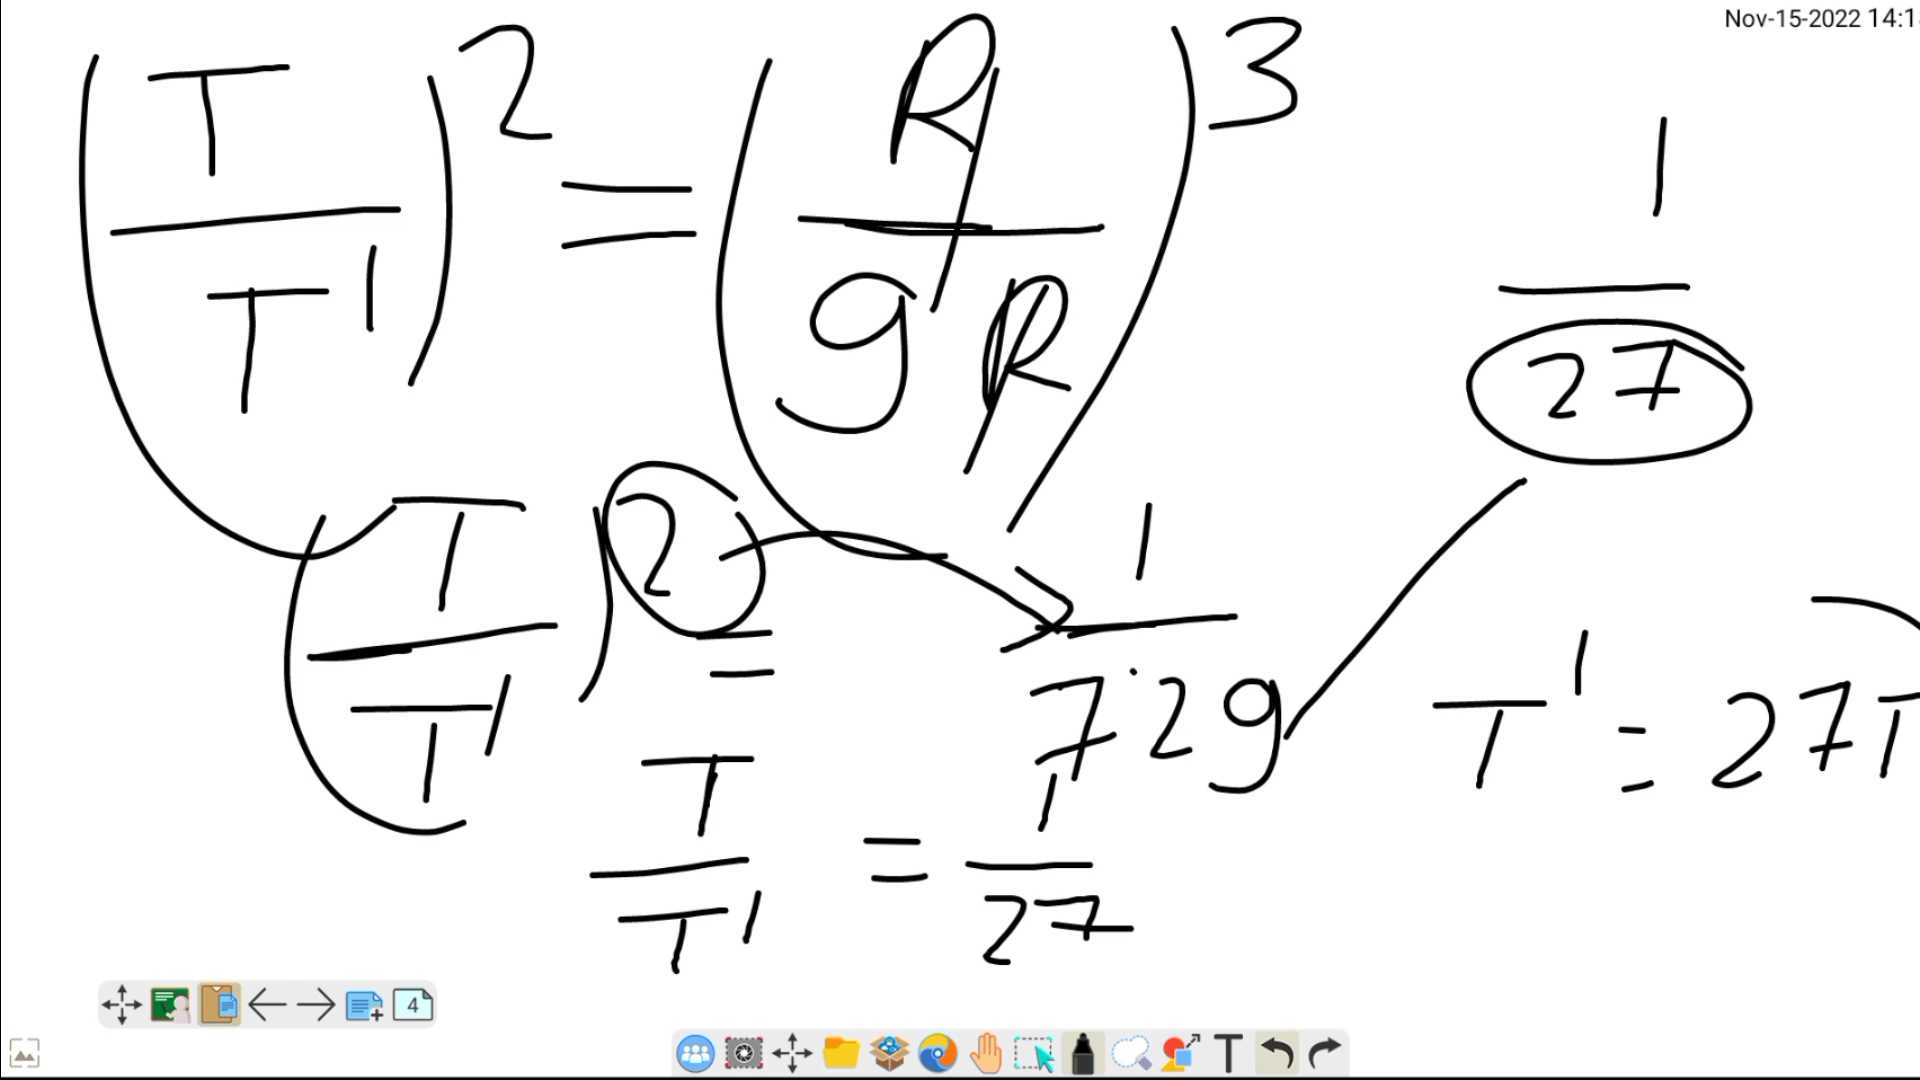 Nov-15-2022 14:1
(T/T')² = (R/9R)³
1/27
(T/T')² = 1/729
T' = 27T
T/T' = 1/27
4
T